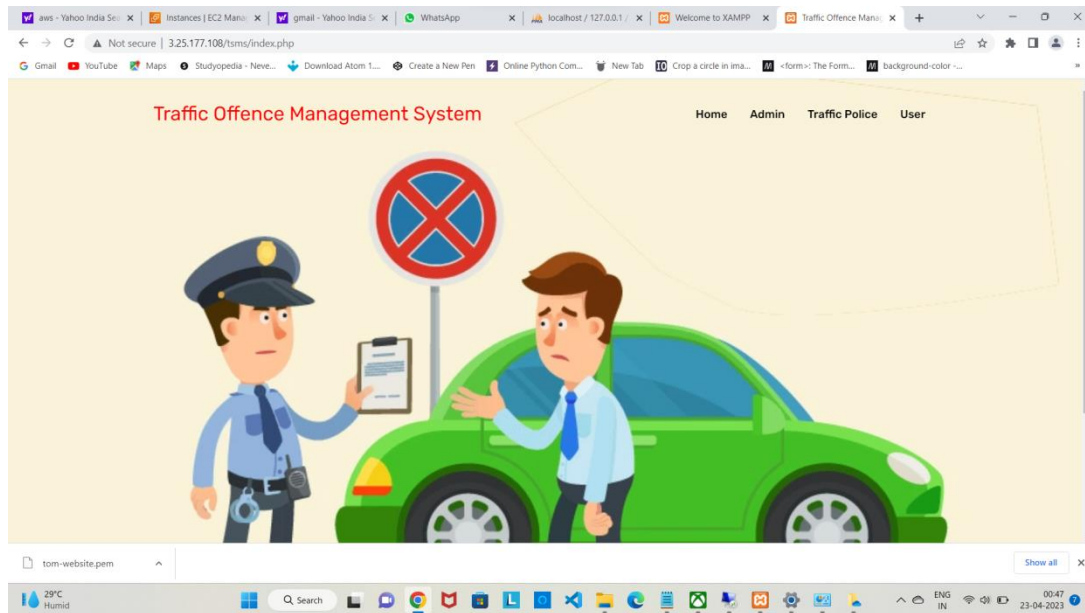 aws - Yahoo India Sea
Instances | EC2 Mana
gmail - Yahoo India S
WhatsApp
localhost / 127.0.0.1 /
Welcome to XAMPP
Traffic Offence Mana
Not secure | 3.25.177.108/tsms/index.php
Gmail
YouTube
Maps
Studyopedia - Neve...
Download Atom 1....
Create a New Pen
Online Python Com...
New Tab
Crop a circle in ima...
<form>: The Form...
background-color -...
Traffic Offence Management System
Home Admin Traffic Police User
tom-website.pem
Show all
29°C
Humid
Search
ENG
IN
00:47
23-04-2023